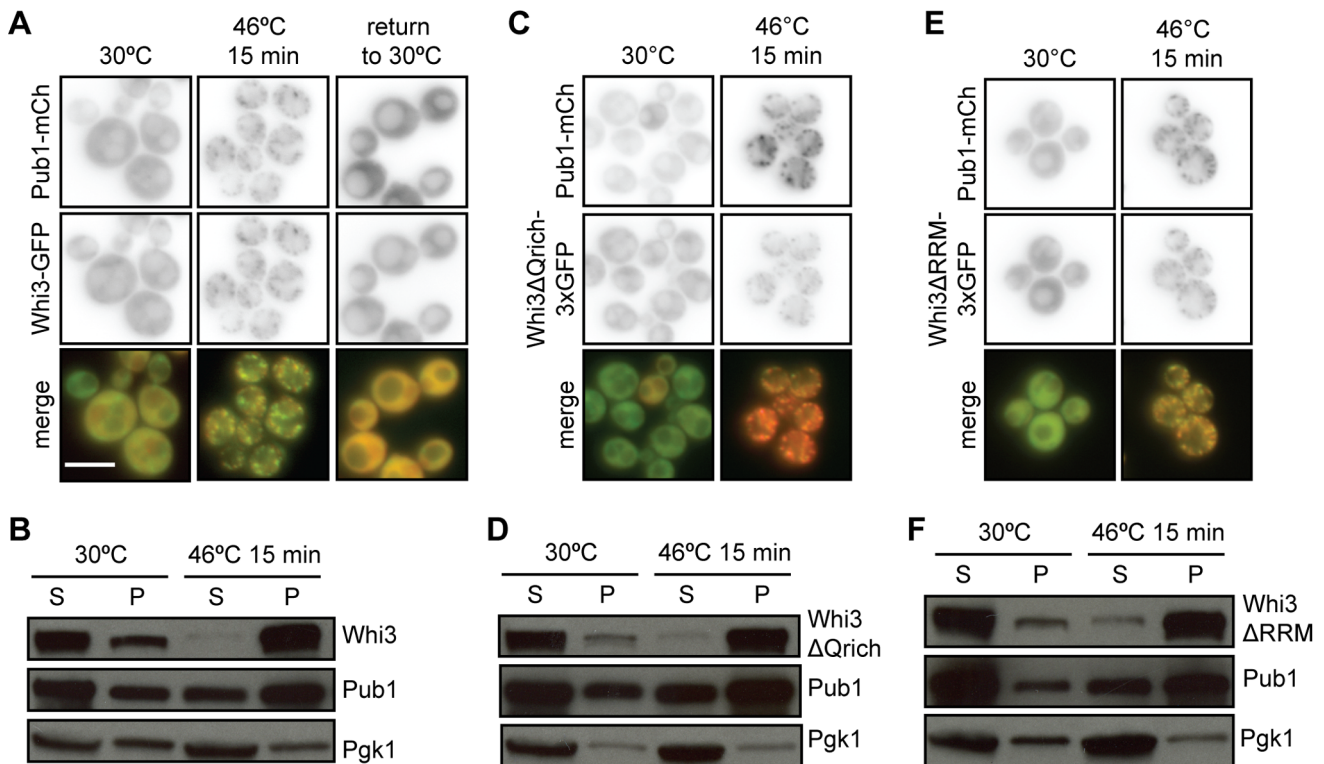 A
30ºC
46ºC
15 min
return
to 30ºC
Pub1-mCh
Whi3-GFP
merge
C
30°C
46°C
15 min
Pub1-mCh
Whi3ΔQrich-
3xGFP
merge
E
30°C
46°C
15 min
Pub1-mCh
Whi3ΔRRM-
3xGFP
merge
B
30ºC
46ºC 15 min
S P S P
Whi3
Pub1
Pgk1
D
30ºC
46ºC 15 min
S P S P
Whi3
ΔQrich
Pub1
Pgk1
F
30ºC
46ºC 15 min
S P S P
Whi3
ΔRRM
Pub1
Pgk1